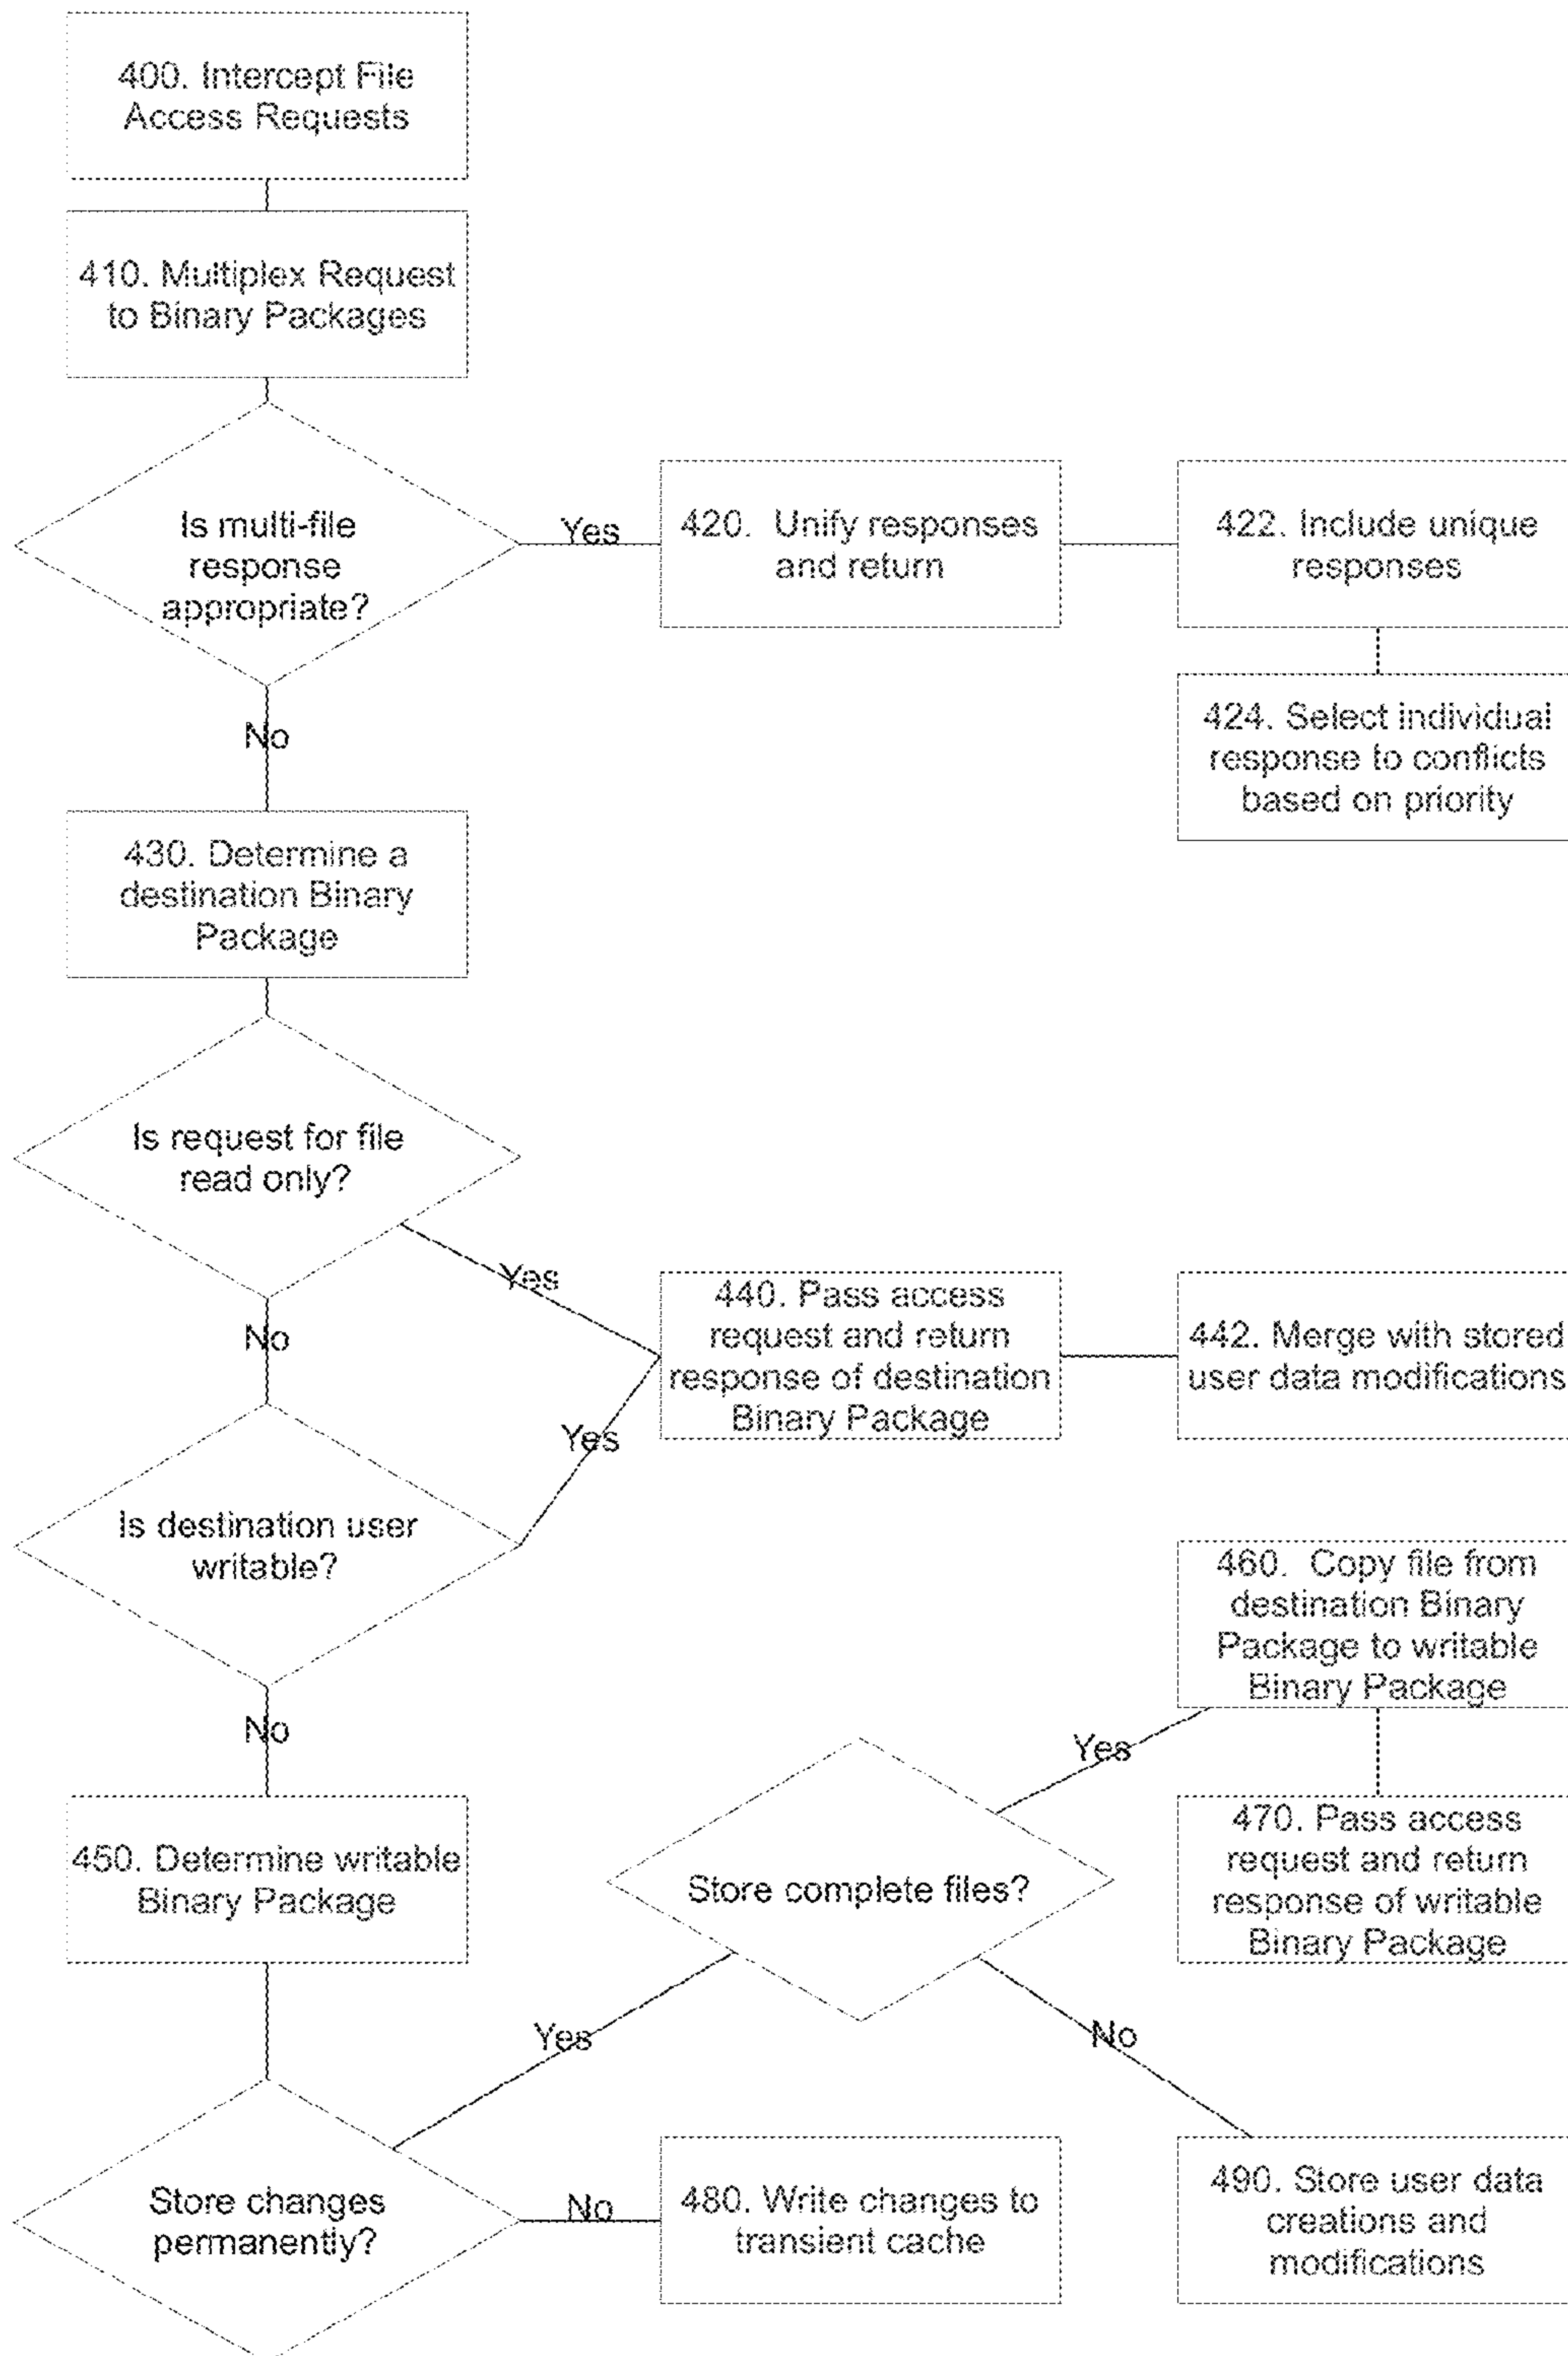 400. Intercept File
Access Requests
410. Multiplex Request
to Binary Packages
Is multi-file
response
appropriate?
Yes
420. Unify responses
and return
422. Include unique
responses
No
424. Select individual
response to conflicts
based on priority
430. Determine a
destination Binary
Package
Is request for file
read only?
Yes
No
440. Pass access
request and return
response of destination
Binary Package
442. Merge with stored
user data modifications
Yes
Is destination user
writable?
No
460. Copy file from
destination Binary
Package to writable
Binary Package
Yes
450. Determine writable
Binary Package
Store complete files?
470. Pass access
request and return
response of writable
Binary Package
Yes
No
Store changes
permanently?
No
480. Write changes to
transient cache
490. Store user data
creations and
modifications